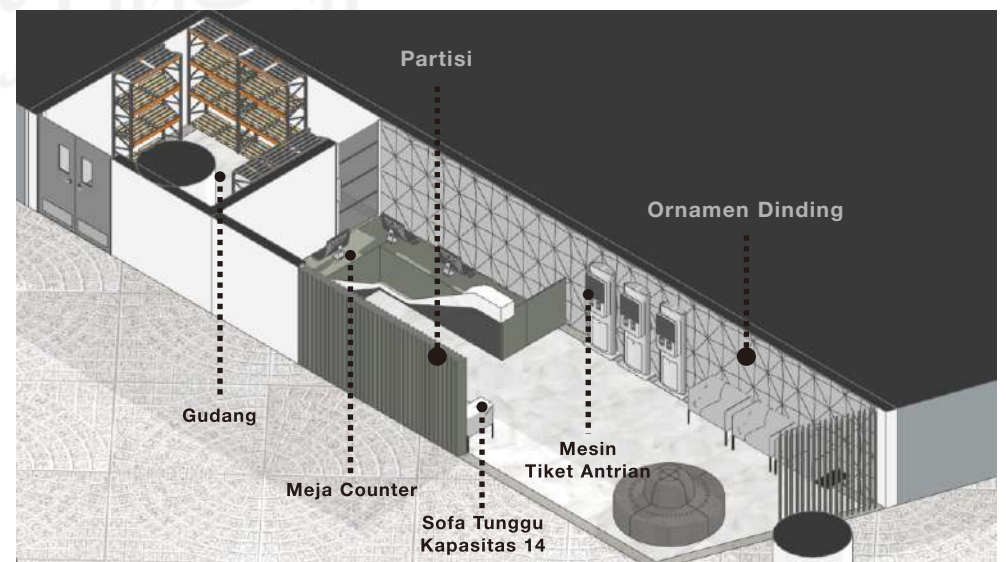 Partisi
Ornamen Dinding
Gudang
Mesin
Tiket Antrian
Meja Counter
Sofa Tunggu
Kapasitas 14